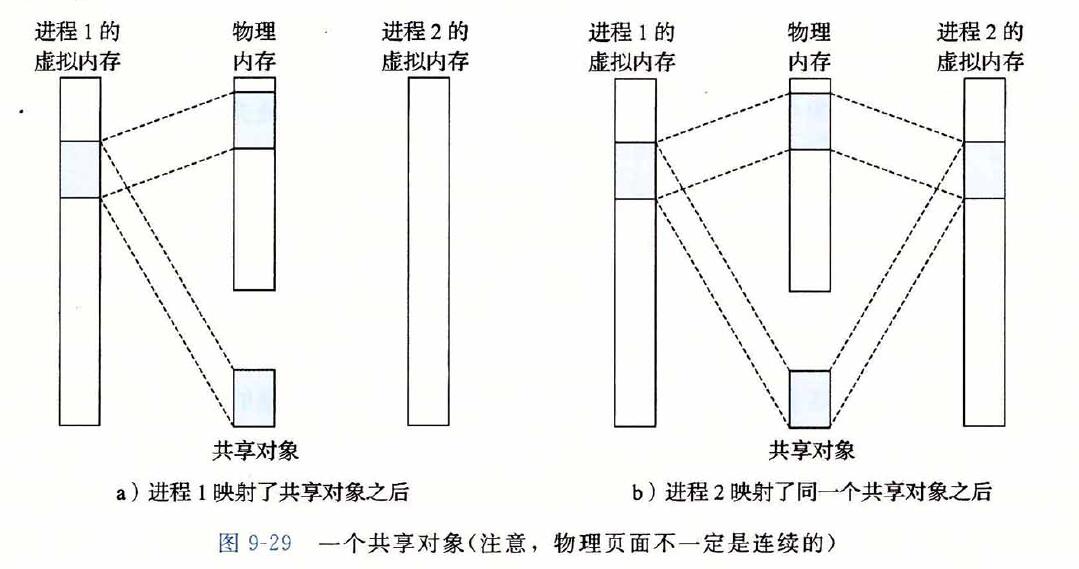 进程1的
虚拟内存
物理
内存
进程2的
虚拟内存
共享对象
a）进程1映射了共享对象之后
进程1的
虚拟内存
物理
内存
进程2的
虚拟内存
共享对象
b）进程2映射了同一个共享对象之后
图 9-29 一个共享对象(注意，物理页面不一定是连续的)